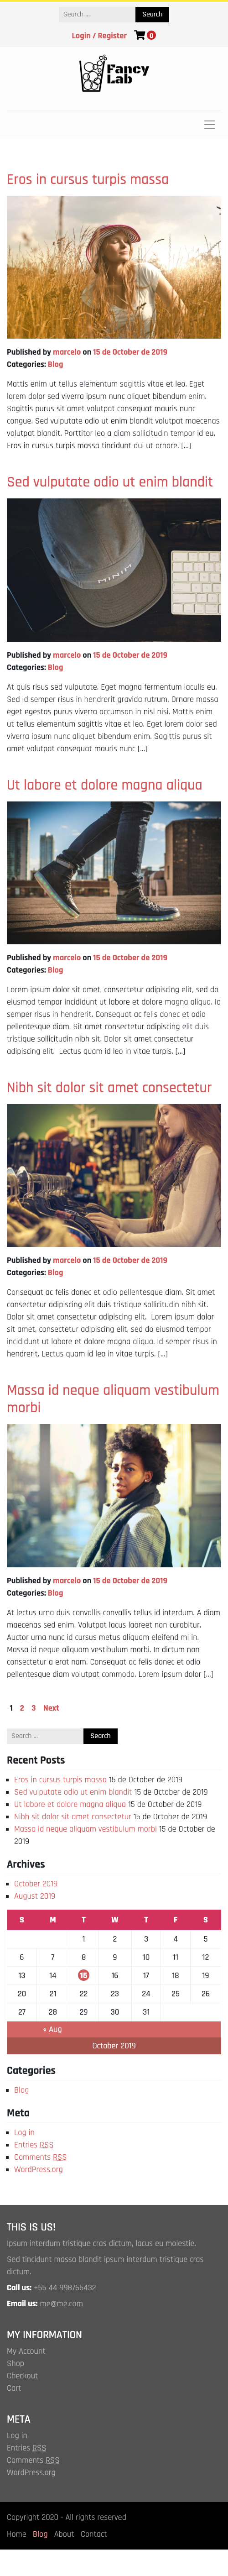 Search ...
Search
Login / Register
0
Fancy
Lab
Eros in cursus turpis massa
Published by marcelo on 15 de October de 2019
Categories: Blog
Mattis enim ut tellus elementum sagittis vitae et leo. Eget
lorem dolor sed viverra ipsum nunc aliquet bibendum enim.
Sagittis purus sit amet volutpat consequat mauris nunc
congue. Sed vulputate odio ut enim blandit volutpat maecenas
volutpat blandit. Porttitor leo a diam sollicitudin tempor id eu.
Eros in cursus turpis massa tincidunt dui ut ornare. [...]
Sed vulputate odio ut enim blandit
MINIM
Published by marcelo on 15 de October de 2019
Categories: Blog
At quis risus sed vulputate. Eget magna fermentum iaculis eu.
Sed id semper risus in hendrerit gravida rutrum. Ornare massa
eget egestas purus viverra accumsan in nisl nisi. Mattis enim
ut tellus elementum sagittis vitae et leo. Eget lorem dolor sed
viverra ipsum nunc aliquet bibendum enim. Sagittis purus sit
amet volutpat consequat mauris nunc [...]
Ut labore et dolore magna aliqua
Published by marcelo on 15 de October de 2019
Categories: Blog
Lorem ipsum dolor sit amet, consectetur adipiscing elit, sed do
eiusmod tempor incididunt ut labore et dolore magna aliqua. Id
semper risus in hendrerit. Consequat ac felis donec et odio
pellentesque diam. Sit amet consectetur adipiscing elit duis
tristique sollicitudin nibh sit. Dolor sit amet consectetur
adipiscing elit. Lectus quam id leo in vitae turpis. [...]
Nibh sit dolor sit amet consectetur
Published by marcelo on 15 de October de 2019
Categories: Blog
Consequat ac felis donec et odio pellentesque diam. Sit amet
consectetur adipiscing elit duis tristique sollicitudin nibh sit.
Dolor sit amet consectetur adipiscing elit. Lorem ipsum dolor
sit amet, consectetur adipiscing elit, sed do eiusmod tempor
incididunt ut labore et dolore magna aliqua. Id semper risus in
hendrerit. Lectus quam id leo in vitae turpis. [...]
Massa id neque aliquam vestibulum
morbi
Published by marcelo on 15 de October de 2019
Categories: Blog
At lectus urna duis convallis convallis tellus id interdum. A diam
maecenas sed enim. Volutpat lacus laoreet non curabitur.
Auctor urna nunc id cursus metus aliquam eleifend mi in.
Massa id neque aliquam vestibulum morbi. In dictum non
consectetur a erat nam. Consequat ac felis donec et odio
pellentesque diam volutpat commodo. Lorem ipsum dolor [...]
1 2 3 Next
Search ...
Search
Recent Posts
Eros in cursus turpis massa 15 de October de 2019
Sed vulputate odio ut enim blandit 15 de October de 2019
Ut labore et dolore magna aliqua 15 de October de 2019
Nibh sit dolor sit amet consectetur 15 de October de 2019
Massa id neque aliquam vestibulum morbi 15 de October de
2019
Archives
October 2019
August 2019
S M T W T F S
1 2 3 4 5
6 7 8 9 10 11 12
13 14 15 16 17 18 19
20 21 22 23 24 25 26
27 28 29 30 31
« Aug
October 2019
Categories
Blog
Meta
Log in
Entries RSS
Comments RSS
WordPress.org
THIS IS US!
Ipsum interdum tristique cras dictum, lacus eu molestie.
Sed tincidunt massa blandit ipsum interdum tristique cras
dictum.
Call us: +55 44 998765432
Email us: me@me.com
MY INFORMATION
My Account
Shop
Checkout
Cart
META
Log in
Entries RSS
Comments RSS
WordPress.org
Copyright 2020 - All rights reserved
Home Blog About Contact